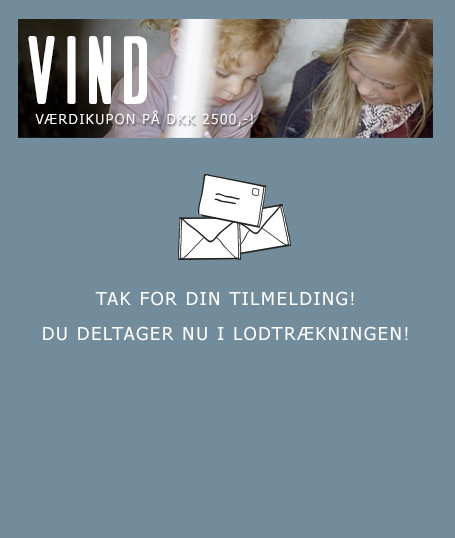 VIND
VÆRDIKUPON PÅ DKK 2500,-!
TAK FOR DIN TILMELDING!
DU DELTAGER NU I LODTRÆKNINGEN!